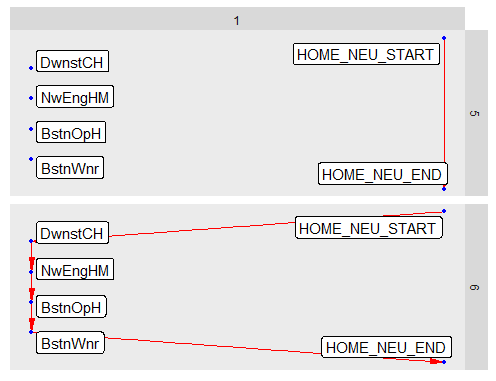 1
DwnstCH
HOME_NEU_START
NwEngHM
BstnOpH
BstnWnr
HOME_NEU_END
5
DwnstCH
HOME_NEU_START
NwEngHM
BstnOpH
BstnWnr
HOME_NEU_END
6